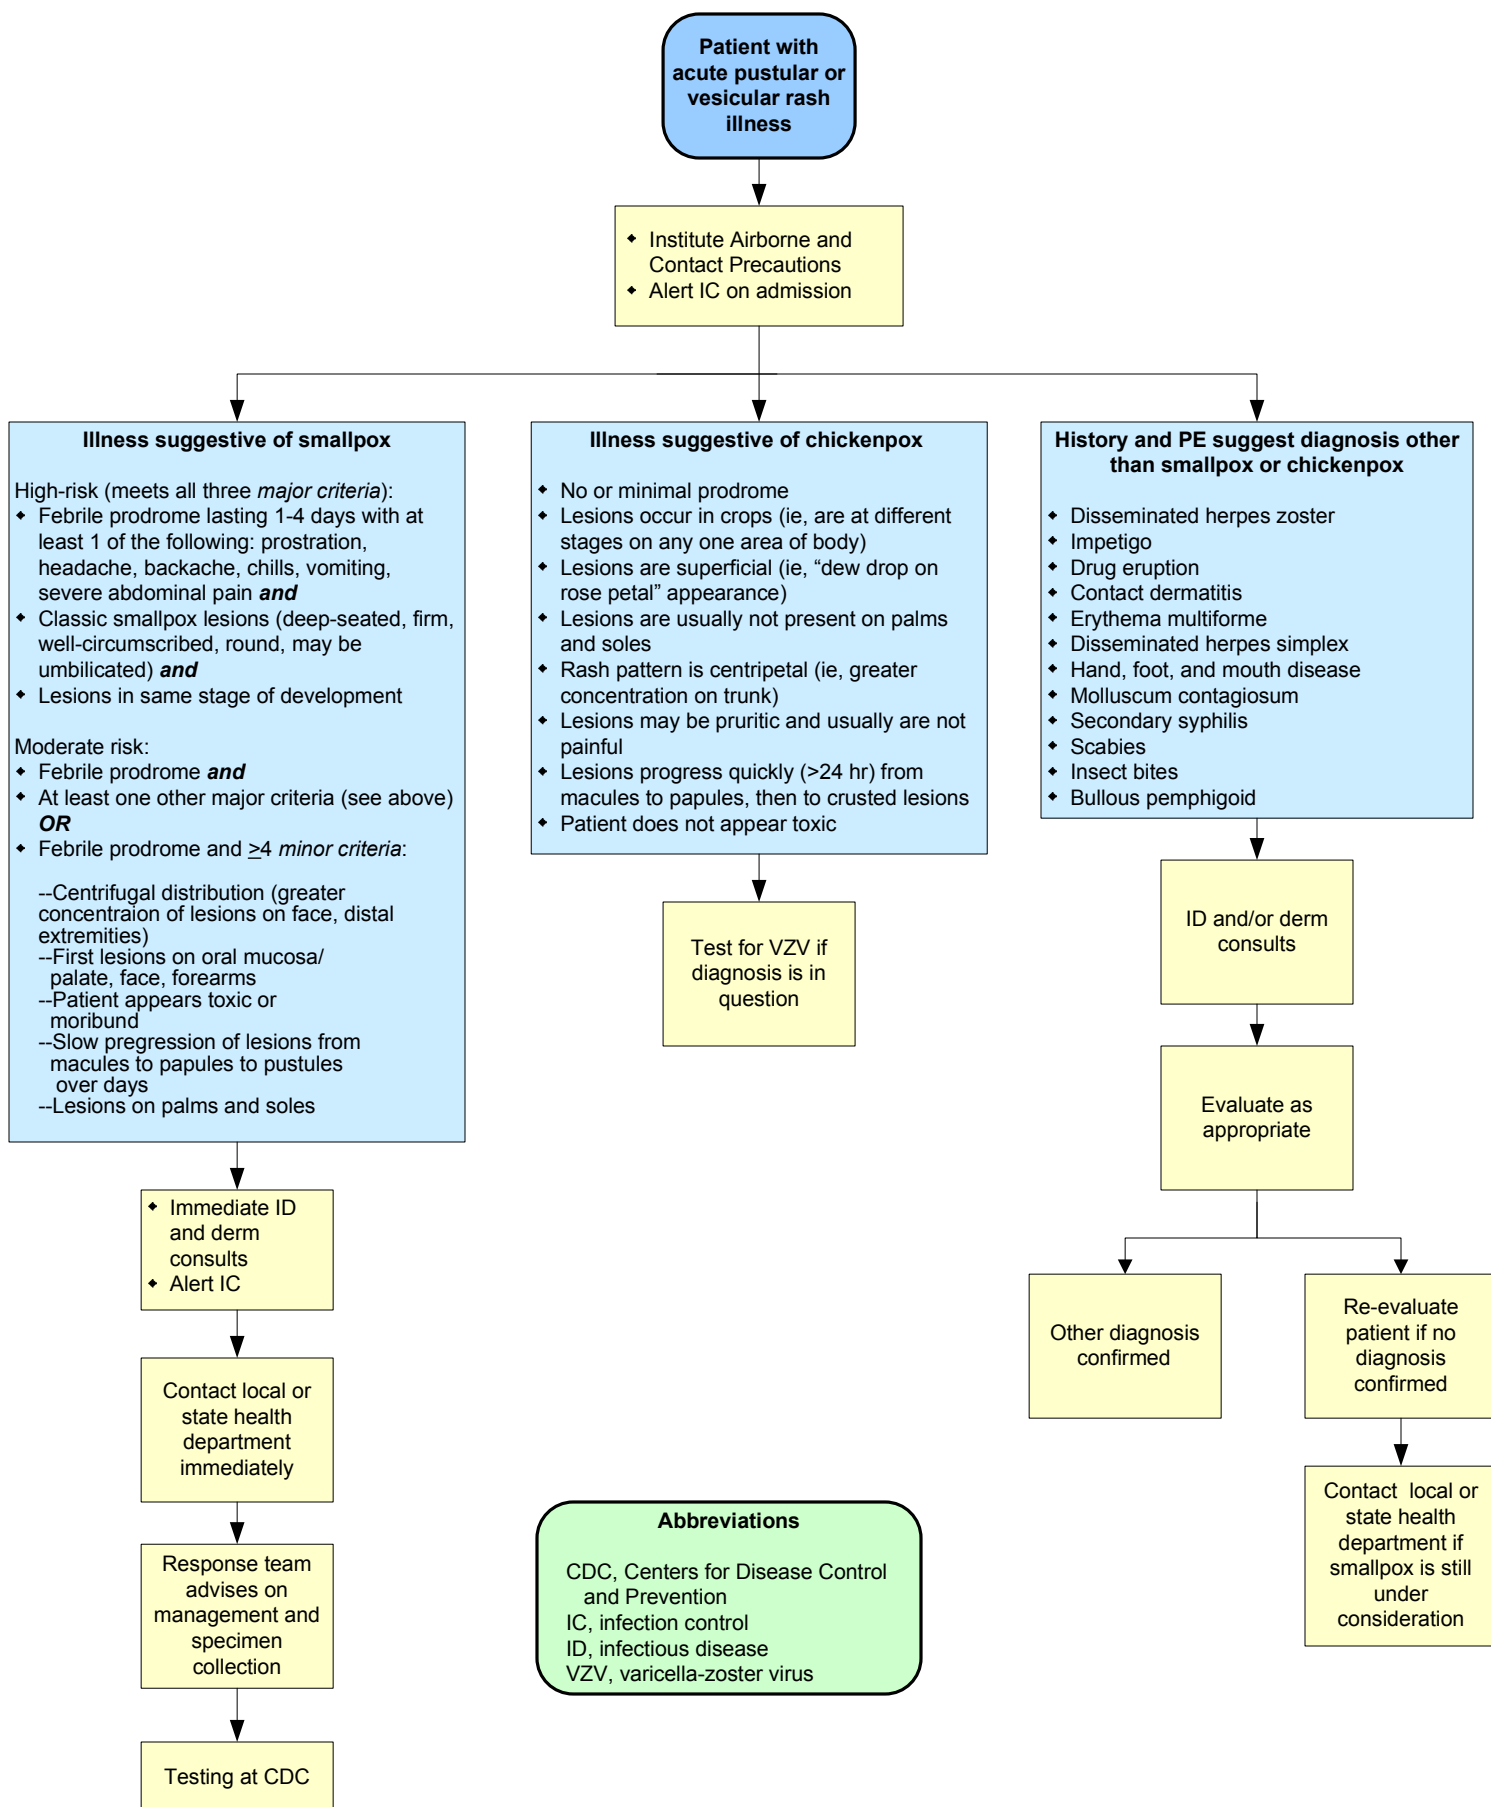 Patient with
acute pustular or
vesicular rash
illness
◆ Institute Airborne and
Contact Precautions
◆ Alert IC on admission
Illness suggestive of smallpox
High-risk (meets all three major criteria):
◆ Febrile prodrome lasting 1-4 days with at
least 1 of the following: prostration,
headache, backache, chills, vomiting,
severe abdominal pain and
◆ Classic smallpox lesions (deep-seated, firm,
well-circumscribed, round, may be
umbilicated) and
◆ Lesions in same stage of development
Moderate risk:
◆ Febrile prodrome and
◆ At least one other major criteria (see above)
OR
◆ Febrile prodrome and ≥4 minor criteria:
--Centrifugal distribution (greater
concentraion of lesions on face, distal
extremities)
--First lesions on oral mucosa/
palate, face, forearms
--Patient appears toxic or
moribund
--Slow pregression of lesions from
macules to papules to pustules
over days
--Lesions on palms and soles
Illness suggestive of chickenpox
◆ No or minimal prodrome
◆ Lesions occur in crops (ie, are at different
stages on any one area of body)
◆ Lesions are superficial (ie, “dew drop on
rose petal” appearance)
◆ Lesions are usually not present on palms
and soles
◆ Rash pattern is centripetal (ie, greater
concentration on trunk)
◆ Lesions may be pruritic and usually are not
painful
◆ Lesions progress quickly (>24 hr) from
macules to papules, then to crusted lesions
◆ Patient does not appear toxic
History and PE suggest diagnosis other
than smallpox or chickenpox
◆ Disseminated herpes zoster
◆ Impetigo
◆ Drug eruption
◆ Contact dermatitis
◆ Erythema multiforme
◆ Disseminated herpes simplex
◆ Hand, foot, and mouth disease
◆ Molluscum contagiosum
◆ Secondary syphilis
◆ Scabies
◆ Insect bites
◆ Bullous pemphigoid
◆ Immediate ID
and derm
consults
◆ Alert IC
Contact local or
state health
department
immediately
Response team
advises on
management and
specimen
collection
Testing at CDC
Test for VZV if
diagnosis is in
question
ID and/or derm
consults
Evaluate as
appropriate
Other diagnosis
confirmed
Re-evaluate
patient if no
diagnosis
confirmed
Contact local or
state health
department if
smallpox is still
under
consideration
Abbreviations
CDC, Centers for Disease Control
and Prevention
IC, infection control
ID, infectious disease
VZV, varicella-zoster virus